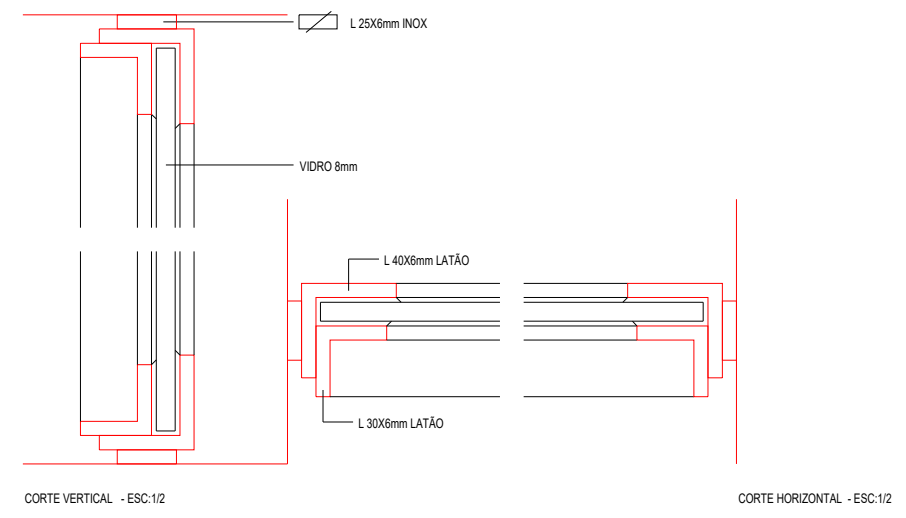 L 25X6mm INOX
VIDRO 8mm
L 40X6mm LATÃO
L 30X6mm LATÃO
CORTE VERTICAL - ESC:1/2
CORTE HORIZONTAL - ESC:1/2